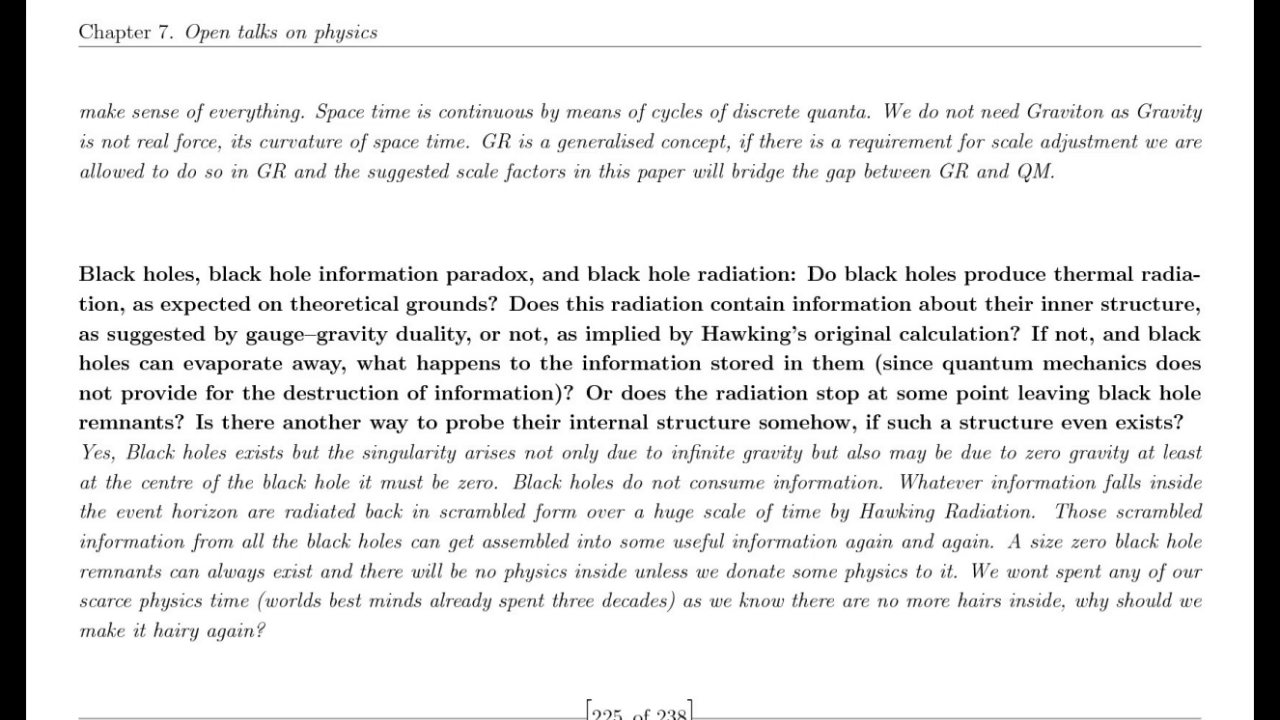 Chapter 7. Open talks on physics
make sense of everything. Space time is continuous by means of cycles of discrete quanta. We do not need Graviton as Gravity
is not real force, its curvature of space time. GR is a generalised concept, if there is a requirement for scale adjustment we are
allowed to do so in GR and the suggested scale factors in this paper will bridge the gap between GR and QM.
Black holes, black hole information paradox, and black hole radiation: Do black holes produce thermal radia-
tion, as expected on theoretical grounds? Does this radiation contain information about their inner structure,
as suggested by gauge–gravity duality, or not, as implied by Hawking's original calculation? If not, and black
holes can evaporate away, what happens to the information stored in them (since quantum mechanics does
not provide for the destruction of information)? Or does the radiation stop at some point leaving black hole
remnants? Is there another way to probe their internal structure somehow, if such a structure even exists?
Yes, Black holes exists but the singularity arises not only due to infinite gravity but also may be due to zero gravity at least
at the centre of the black hole it must be zero. Black holes do not consume information. Whatever information falls inside
the event horizon are radiated back in scrambled form over a huge scale of time by Hawking Radiation. Those scrambled
information from all the black holes can get assembled into some useful information again and again. A size zero black hole
remnants can always exist and there will be no physics inside unless we donate some physics to it. We wont spent any of our
scarce physics time (worlds best minds already spent three decades) as we know there are no more hairs inside, why should we
make it hairy again?
[225 of 238]